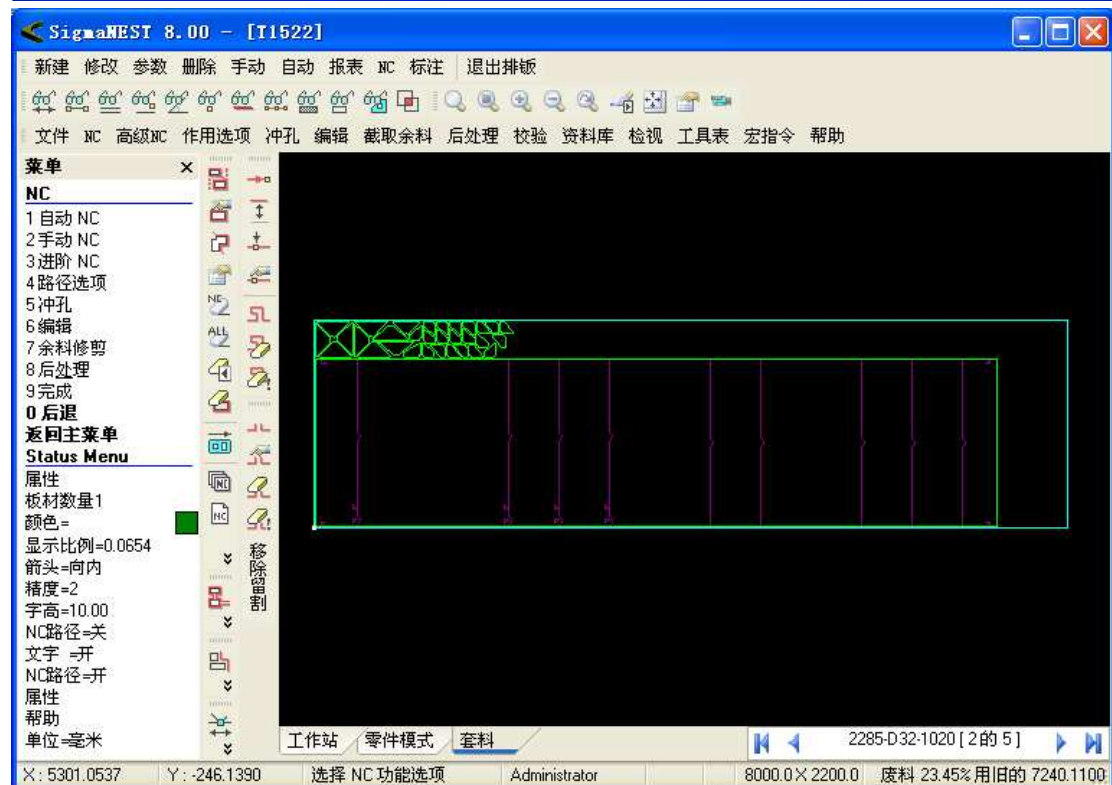 SigmaNEST 8.00 - [T1522]
新建 修改 参数 删除 手动 自动 报表 NC 标注 退出排钣
文件 NC 高级NC 作用选项 冲孔 编辑 截取余料 后处理 校验 资料库 检视 工具表 宏指令 帮助
菜单
NC
1 自动 NC
2 手动 NC
3 进阶 NC
4 路径选项
5 冲孔
6 编辑
7 余料修剪
8 后处理
9 完成
0 后退
返回主菜单
Status Menu
属性
板材数量1
颜色=
显示比例=0.0654
箭头=向内
精度=2
字高=10.00
NC路径=关
文字 =开
NC路径=开
属性
帮助
单位=毫米
NC
ALL
NC
NC
移除留割
工作站 零件模式 套料
2285-D32-1020 [ 2 的 5 ]
X : 5301.0537 Y : -246.1390 选择 NC 功能选项 Administrator 8000.0 X 2200.0 废料 23.45% 用旧的 7240.1100